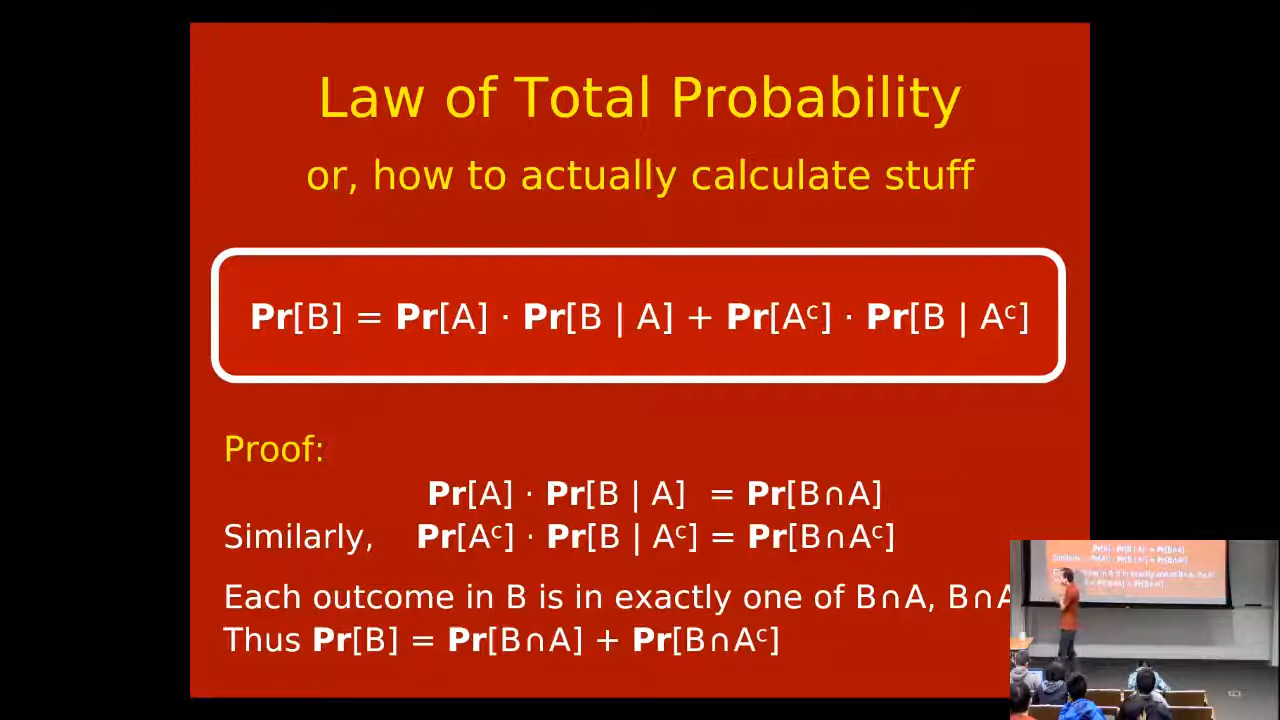 Law of Total Probability
or, how to actually calculate stuff
Pr[B] = Pr[A] · Pr[B | A] + Pr[Aᶜ] · Pr[B | Aᶜ]
Proof:
Pr[A] · Pr[B | A] = Pr[B∩A]
Similarly, Pr[Aᶜ] · Pr[B | Aᶜ] = Pr[B∩Aᶜ]
Each outcome in B is in exactly one of B∩A, B∩A
Thus Pr[B] = Pr[B∩A] + Pr[B∩Aᶜ]